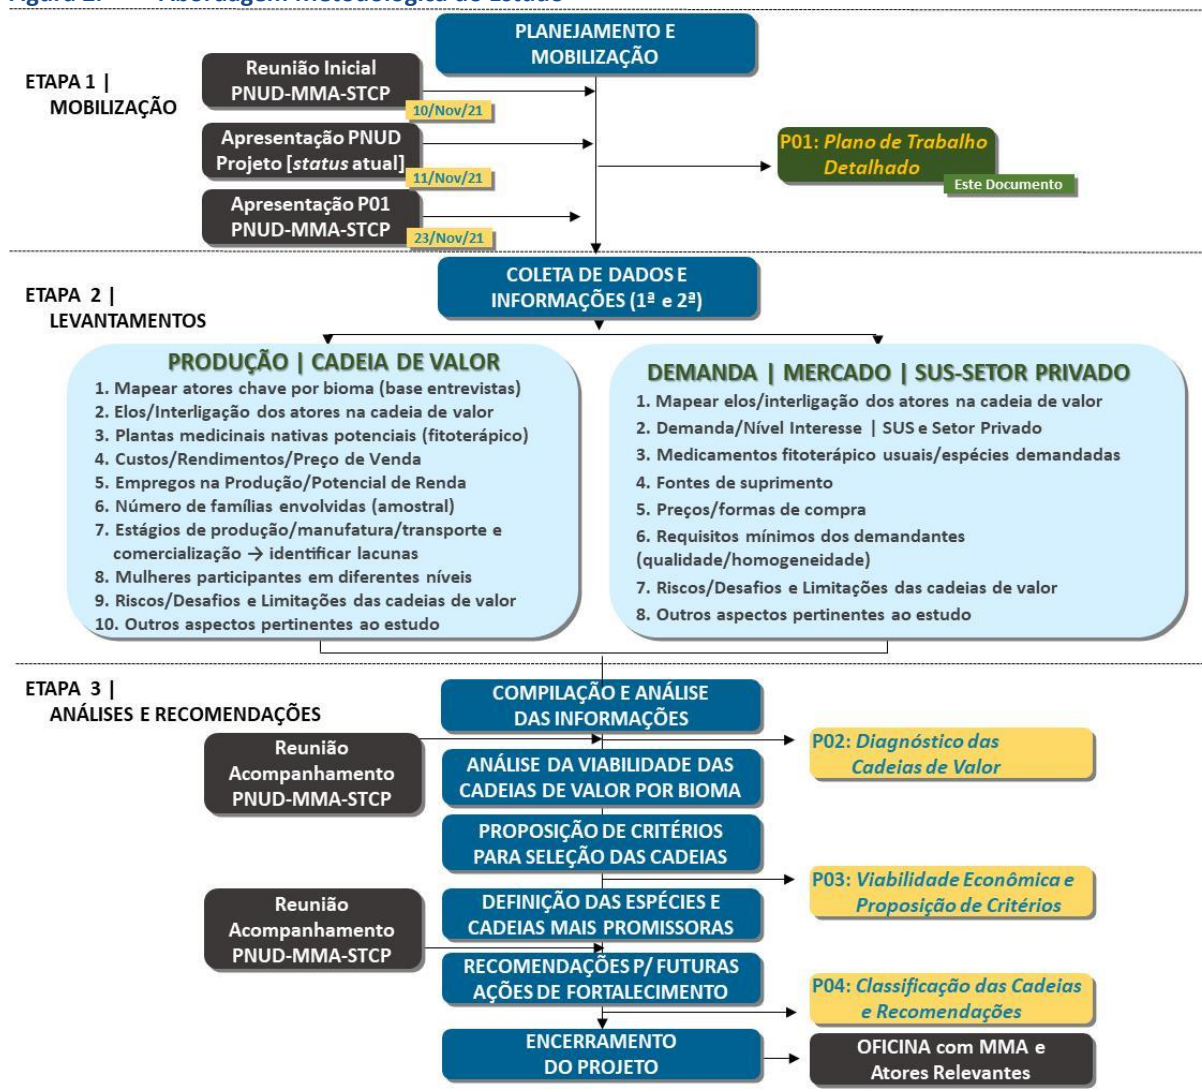 Figura 2. Abordagem Metodológica do Estudo
PLANEJAMENTO E
MOBILIZAÇÃO
ETAPA 1 |
MOBILIZAÇÃO
Reunião Inicial
PNUD-MMA-STCP
10/Nov/21
Apresentação PNUD
Projeto [status atual]
11/Nov/21
Apresentação P01
PNUD-MMA-STCP
23/Nov/21
P01: Plano de Trabalho
Detalhado
Este Documento
COLETA DE DADOS E
INFORMAÇÕES (1ª e 2ª)
ETAPA 2 |
LEVANTAMENTOS
PRODUÇÃO | CADEIA DE VALOR
1. Mapear atores chave por bioma (base entrevistas)
2. Elos/Interligação dos atores na cadeia de valor
3. Plantas medicinais nativas potenciais (fitoterápico)
4. Custos/Rendimentos/Preço de Venda
5. Empregos na Produção/Potencial de Renda
6. Número de famílias envolvidas (amostral)
7. Estágios de produção/manufatura/transporte e
comercialização → identificar lacunas
8. Mulheres participantes em diferentes níveis
9. Riscos/Desafios e Limitações das cadeias de valor
10. Outros aspectos pertinentes ao estudo
DEMANDA | MERCADO | SUS-SETOR PRIVADO
1. Mapear elos/interligação dos atores na cadeia de valor
2. Demanda/Nível Interesse | SUS e Setor Privado
3. Medicamentos fitoterápico usuais/espécies demandadas
4. Fontes de suprimento
5. Preços/formas de compra
6. Requisitos mínimos dos demandantes
(qualidade/homogeneidade)
7. Riscos/Desafios e Limitações das cadeias de valor
8. Outros aspectos pertinentes ao estudo
ETAPA 3 |
ANÁLISES E RECOMENDAÇÕES
COMPILAÇÃO E ANÁLISE
DAS INFORMAÇÕES
Reunião
Acompanhamento
PNUD-MMA-STCP
P02: Diagnóstico das
Cadeias de Valor
ANÁLISE DA VIABILIDADE DAS
CADEIAS DE VALOR POR BIOMA
PROPOSIÇÃO DE CRITÉRIOS
PARA SELEÇÃO DAS CADEIAS
P03: Viabilidade Econômica e
Proposição de Critérios
Reunião
Acompanhamento
PNUD-MMA-STCP
DEFINIÇÃO DAS ESPÉCIES E
CADEIAS MAIS PROMISSORAS
RECOMENDAÇÕES P/ FUTURAS
AÇÕES DE FORTALECIMENTO
P04: Classificação das Cadeias
e Recomendações
ENCERRAMENTO
DO PROJETO
OFICINA com MMA e
Atores Relevantes